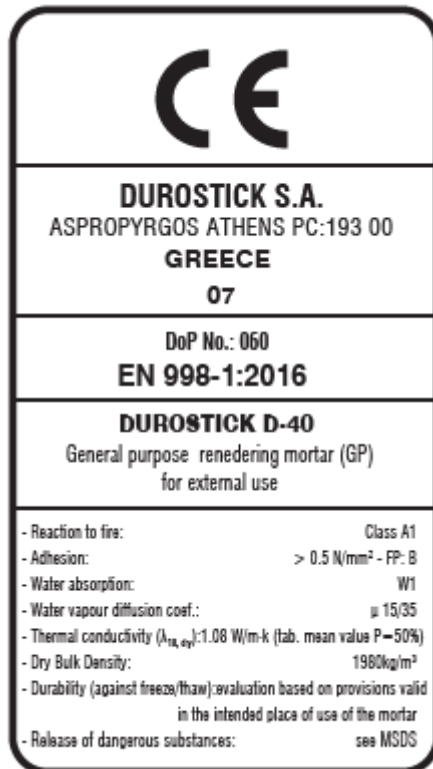 CE
DUROSTICK S.A.
ASPROPYRGOS ATHENS PC:193 00
GREECE
07
DoP No.: 060
EN 998-1:2016
DUROSTICK D-40
General purpose renedering mortar (GP)
for external use
- Reaction to fire: Class A1
- Adhesion: > 0.5 N/mm² - FP: B
- Water absorption: W1
- Water vapour diffusion coef.: μ 15/35
- Thermal conductivity (λ10, dry):1.08 W/m·k (tab. mean value P=50%)
- Dry Bulk Density: 1980kg/m³
- Durability (against freeze/thaw):evaluation based on provisions valid
in the intended place of use of the mortar
- Release of dangerous substances: see MSDS